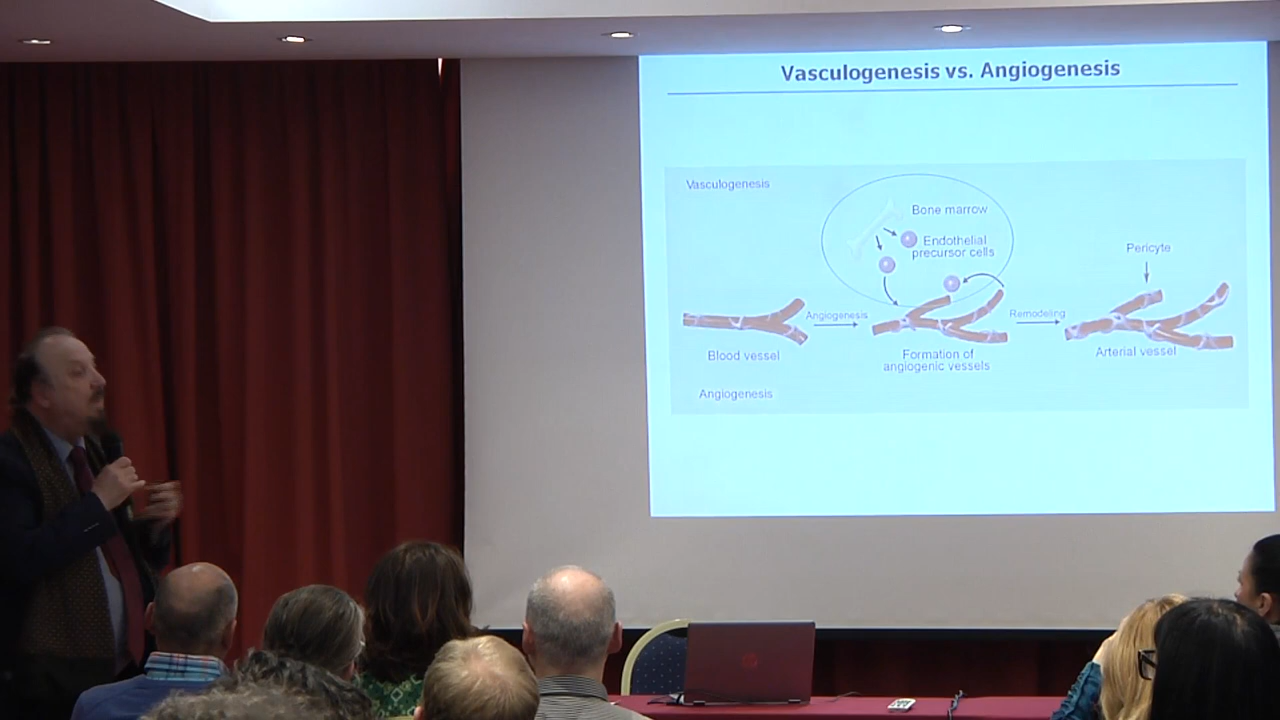 Vasculogenesis vs. Angiogenesis
Vasculogenesis
Bone marrow
Endothelial
precursor cells
Pericyte
Angiogenesis
Remodeling
Blood vessel
Formation of
angiogenic vessels
Arterial vessel
Angiogenesis